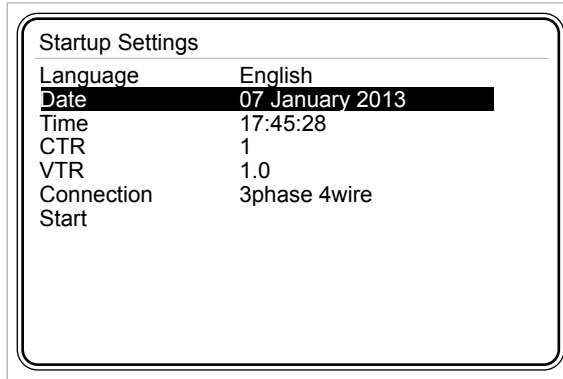 Startup Settings
Language English
Date 07 January 2013
Time 17:45:28
CTR 1
VTR 1.0
Connection 3phase 4wire
Start